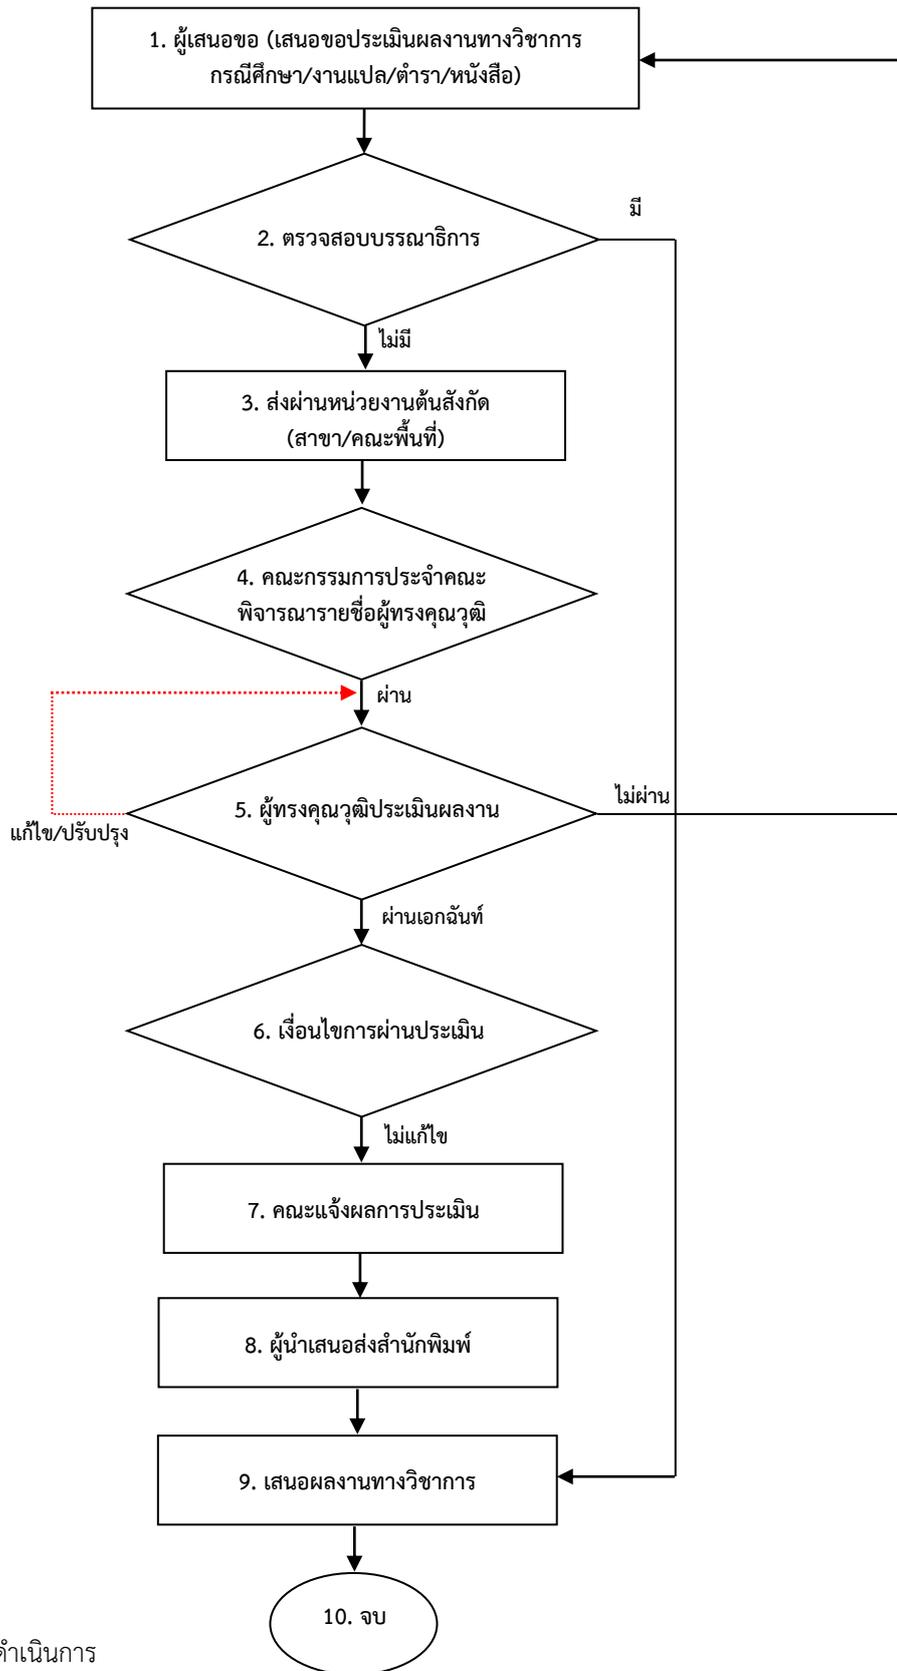 1. ผู้เสนอขอ (เสนอขอประเมินผลงานทางวิชาการ
กรณีศึกษา/งานแปล/ตำรา/หนังสือ)
มี
2. ตรวจสอบบรรณาธิการ
ไม่มี
3. ส่งผ่านหน่วยงานต้นสังกัด
(สาขา/คณะพื้นที่)
4. คณะกรรมการประจำคณะ
พิจารณารายชื่อผู้ทรงคุณวุฒิ
ผ่าน
ไม่ผ่าน
5. ผู้ทรงคุณวุฒิประเมินผลงาน
แก้ไข/ปรับปรุง
ผ่านเอกฉันท์
6. เงื่อนไขการผ่านประเมิน
ไม่แก้ไข
7. คณะแจ้งผลการประเมิน
8. ผู้นำเสนอส่งสำนักพิมพ์
9. เสนอผลงานทางวิชาการ
10. จบ
ดำเนินการ